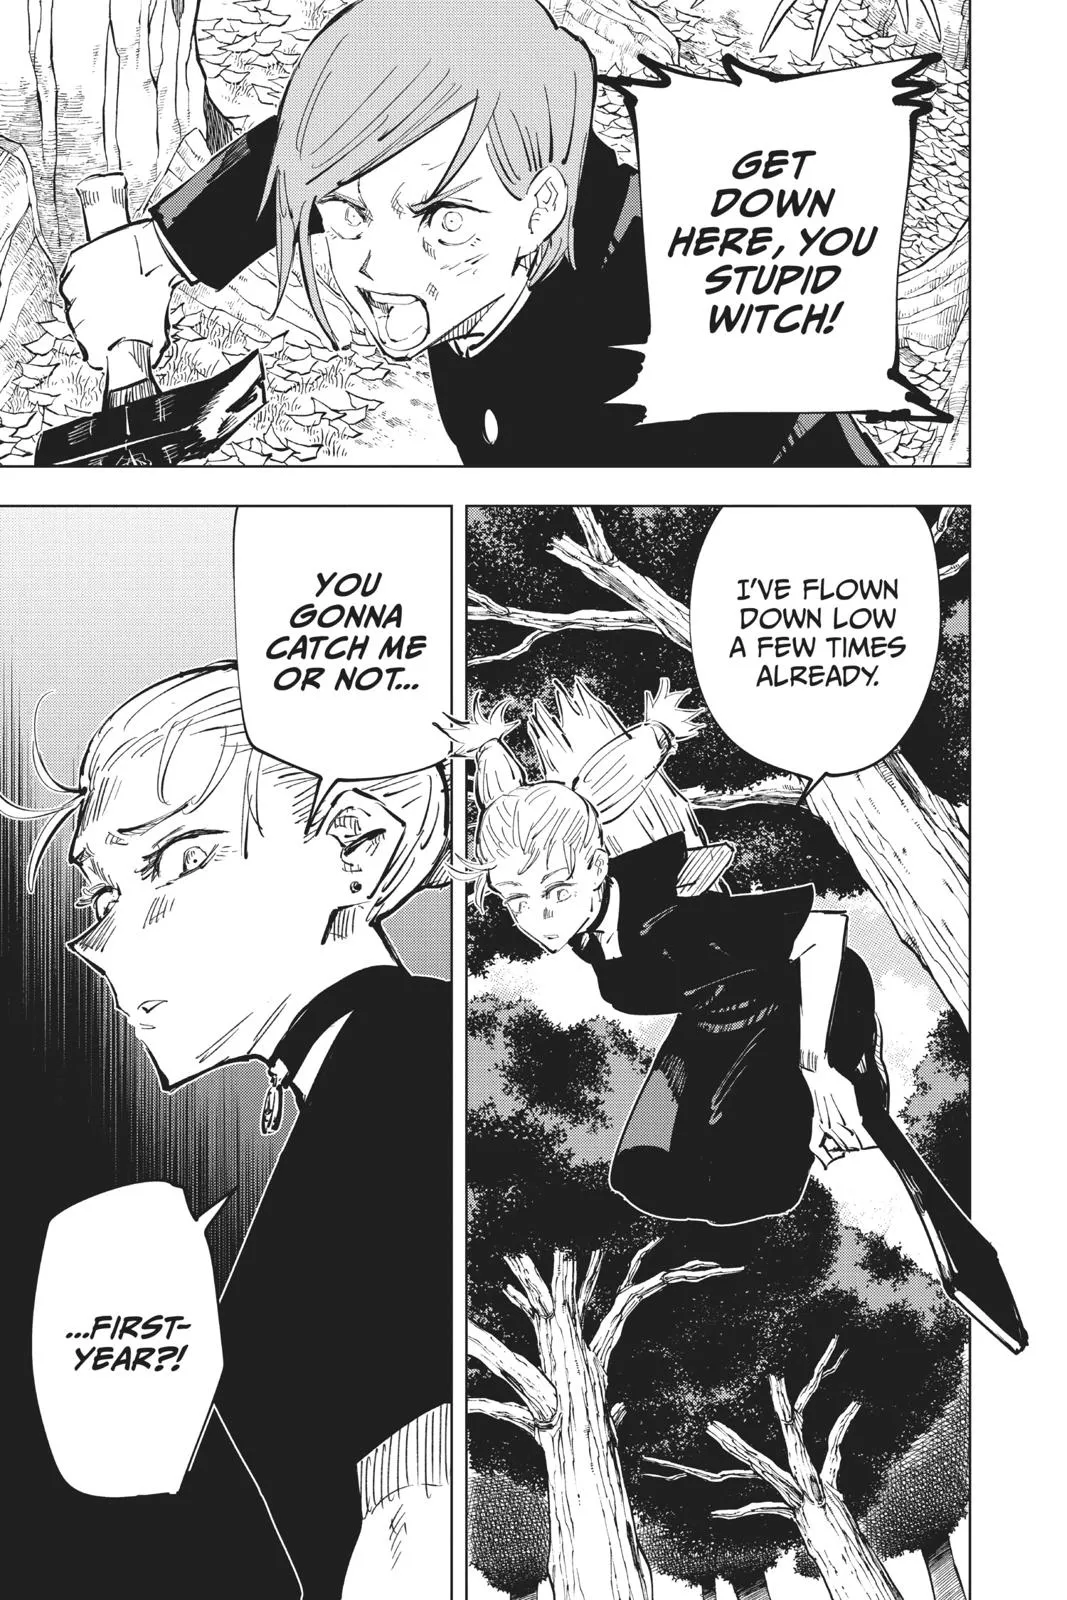 GET
DOWN
HERE, YOU
STUPID
WITCH!
I'VE FLOWN
DOWN LOW
A FEW TIMES
ALREADY.
YOU
GONNA
CATCH ME
OR NOT...
...FIRST-
YEAR?!